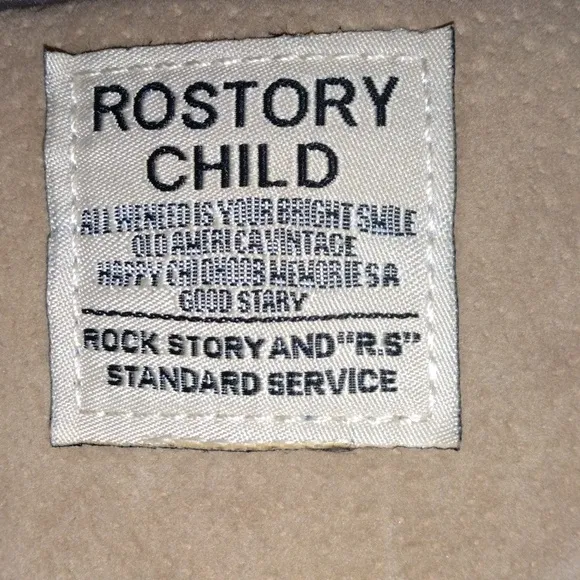 ROSTORY
CHILD
ALL WENEED IS YOUR BRIGHT SMILE
OLD AMERICA VINTAGE
HAPPY CHILDHOUB MEMORIES A
GOOD STARY
ROCK STORY AND "R.S"
STANDARD SERVICE